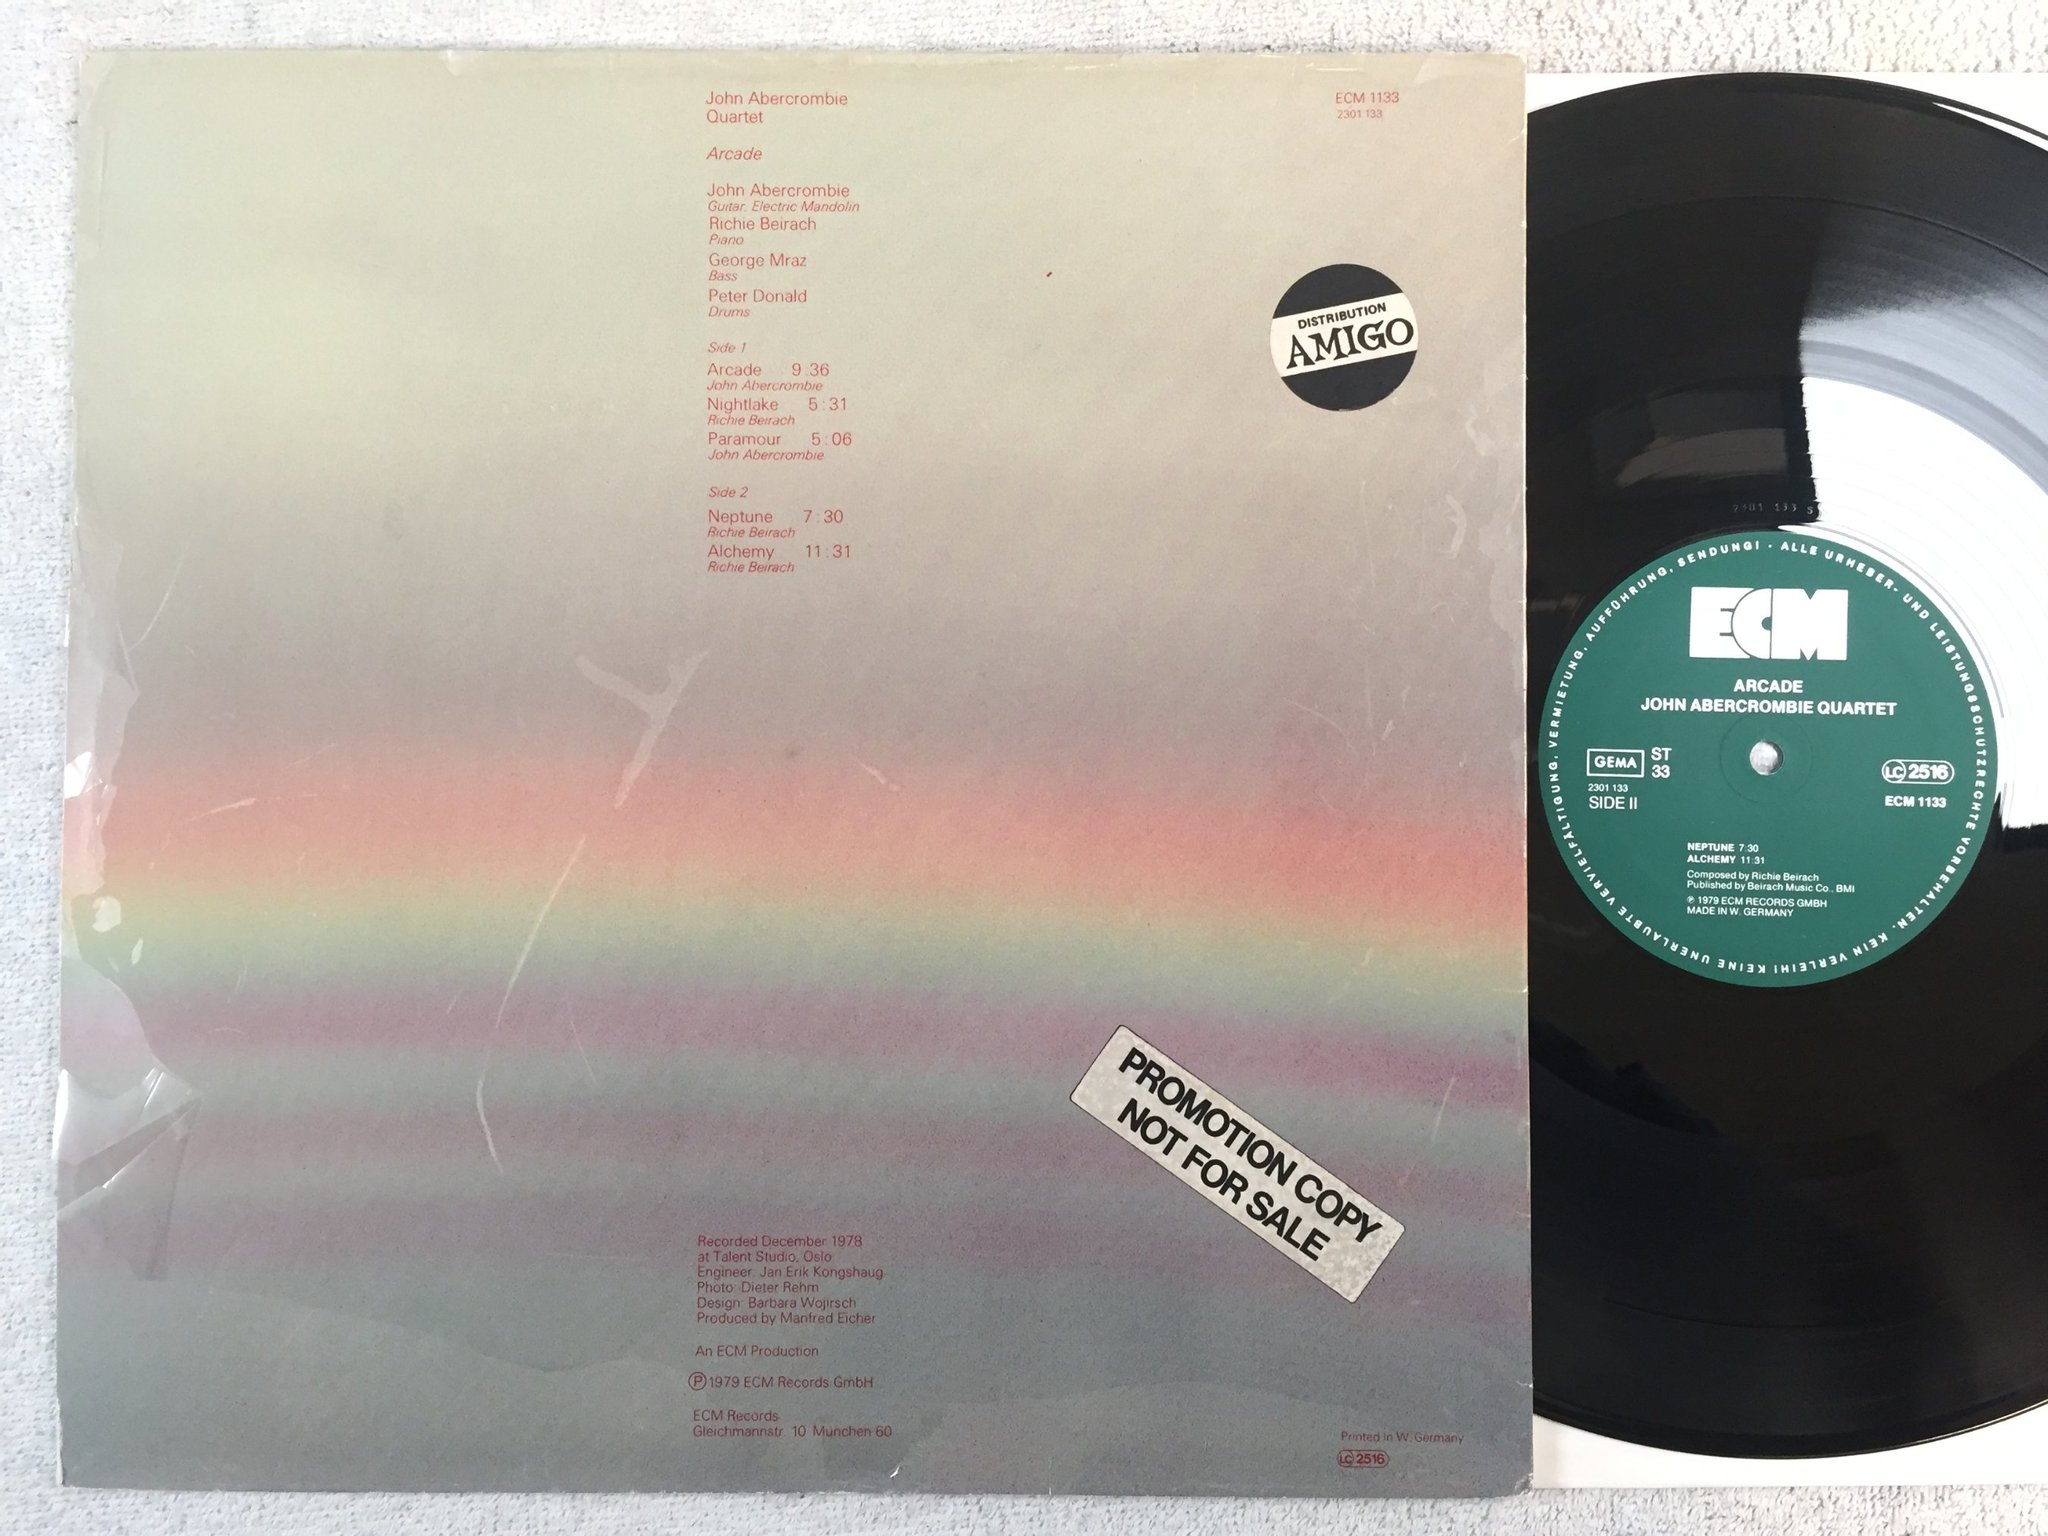 John Abercrombie
Quartet
Arcade
John Abercrombie
Guitar, Electric Mandolin
Richie Beirach
Piano
George Mraz
Bass
Peter Donald
Drums
Side 1
Arcade 9:36
John Abercrombie
Nightlake 5:31
Richie Beirach
Paramour 5:06
John Abercrombie
Side 2
Neptune 7:30
Richie Beirach
Alchemy 11:31
Richie Beirach
ECM 1133
2301 133
DISTRIBUTION
AMIGO
PROMOTION COPY
NOT FOR SALE
Recorded December 1978
at Talent Studio, Oslo
Engineer: Jan Erik Kongshaug
Photo: Dieter Rehm
Design: Barbara Wojirsch
Produced by Manfred Eicher
An ECM Production
Ⓟ 1979 ECM Records GmbH
ECM Records
Gleichmannstr. 10 München 60
Printed in W. Germany
LC 2516
2301 133 S
ALLE URHEBER- UND LEISTUNGSSCHUTZRECHTE VORBEHALTEN. KEIN VERLEIH! KEINE UNERLAUBTE VERVIELFÄLTIGUNG, VERMIETUNG, AUFFÜHRUNG, SENDUNG! ·
ECM
ARCADE
JOHN ABERCROMBIE QUARTET
GEMA
ST
33
2301 133
SIDE II
LC 2516
ECM 1133
NEPTUNE 7:30
ALCHEMY 11:31
Composed by Richie Beirach
Published by Beirach Music Co., BMI
Ⓟ 1979 ECM RECORDS GMBH
MADE IN W. GERMANY